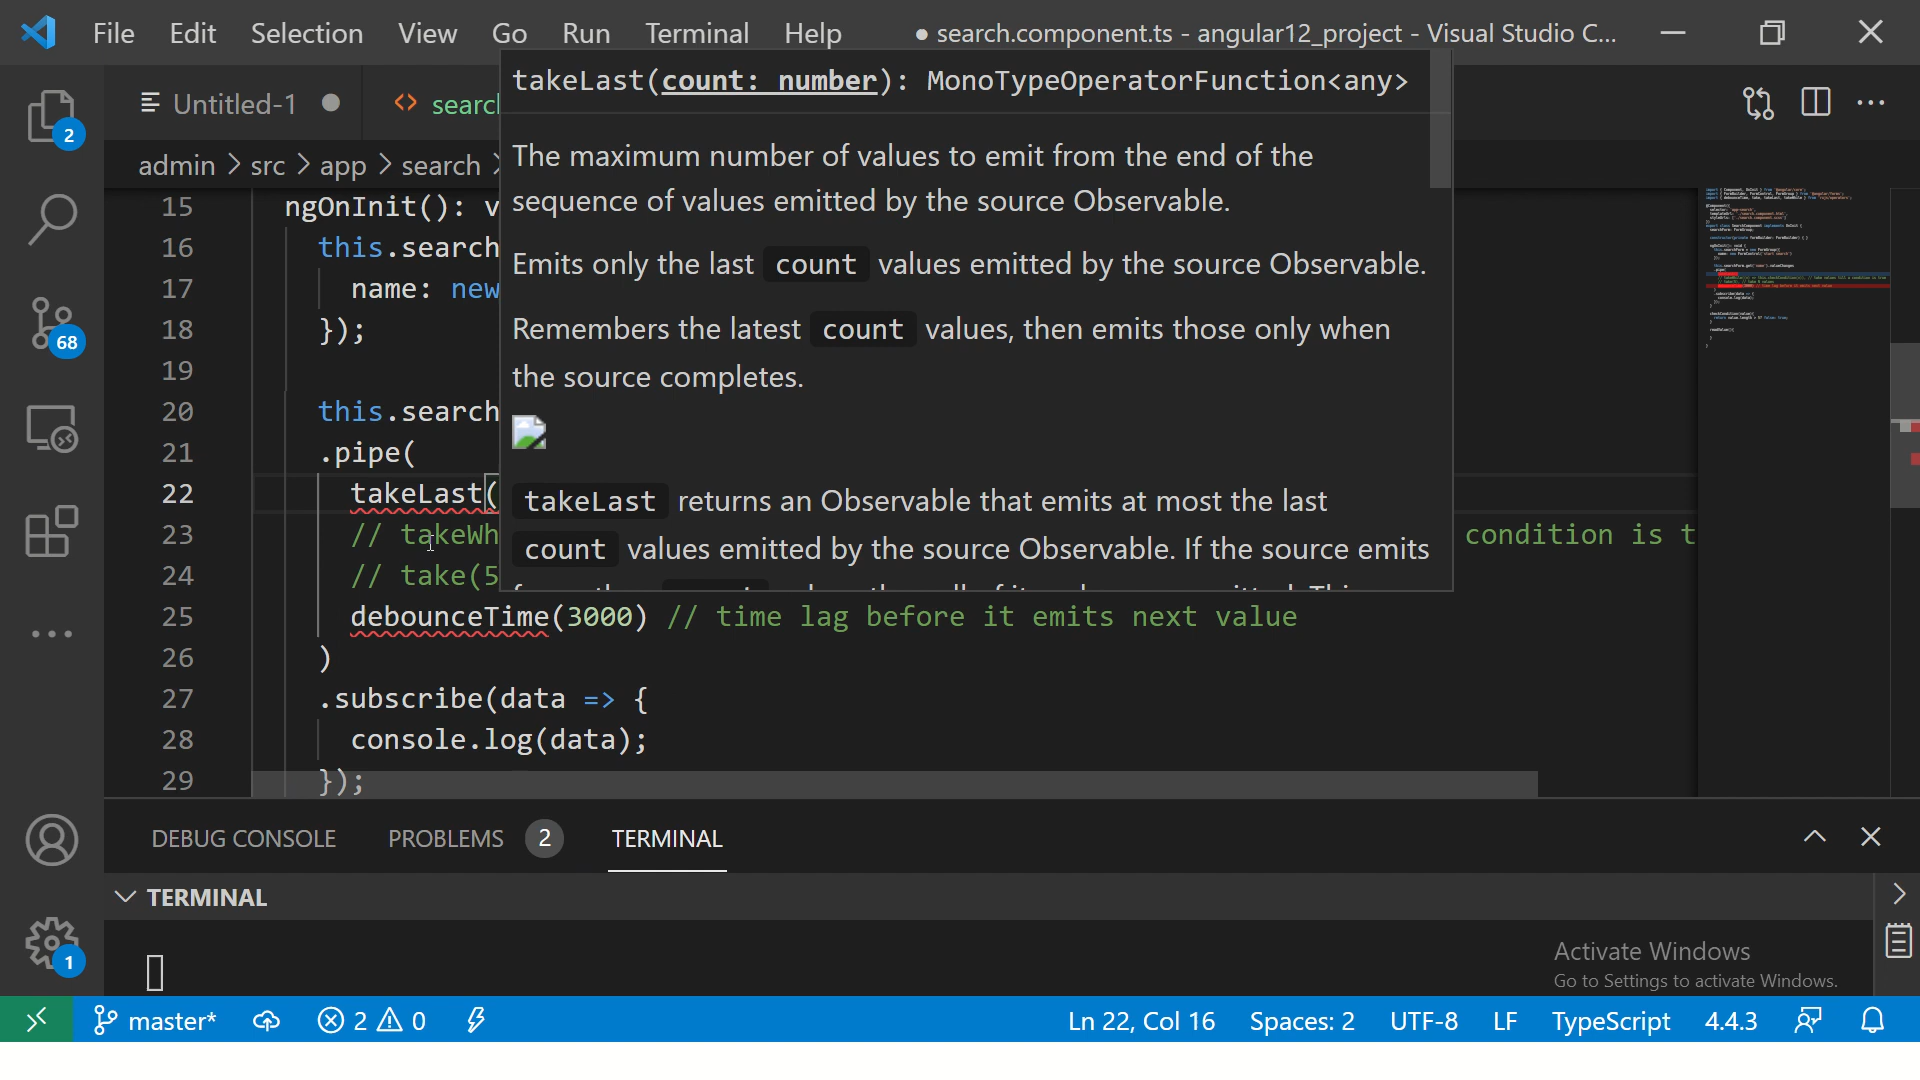 File Edit Selection View Go Run Terminal Help ● search.component.ts - angular12_project - Visual Studio C...
Untitled-1
takeLast(count: number): MonoTypeOperatorFunction<any>
The maximum number of values to emit from the end of the
sequence of values emitted by the source Observable.
Emits only the last count values emitted by the source Observable.
Remembers the latest count values, then emits those only when
the source completes.
takeLast returns an Observable that emits at most the last
count values emitted by the source Observable. If the source emits
admin > src > app > search >
15 ngOnInit(): v
16 this.search
17 name: new
18 });
19
20 this.search
21 .pipe(
22 takeLast(
23 // takeWh condition is t
24 // take(5
25 debounceTime(3000) // time lag before it emits next value
26 )
27 .subscribe(data => {
28 console.log(data);
29 });
2
68
1
DEBUG CONSOLE PROBLEMS 2 TERMINAL
TERMINAL
Activate Windows
Go to Settings to activate Windows.
master* 2 0 Ln 22, Col 16 Spaces: 2 UTF-8 LF TypeScript 4.4.3